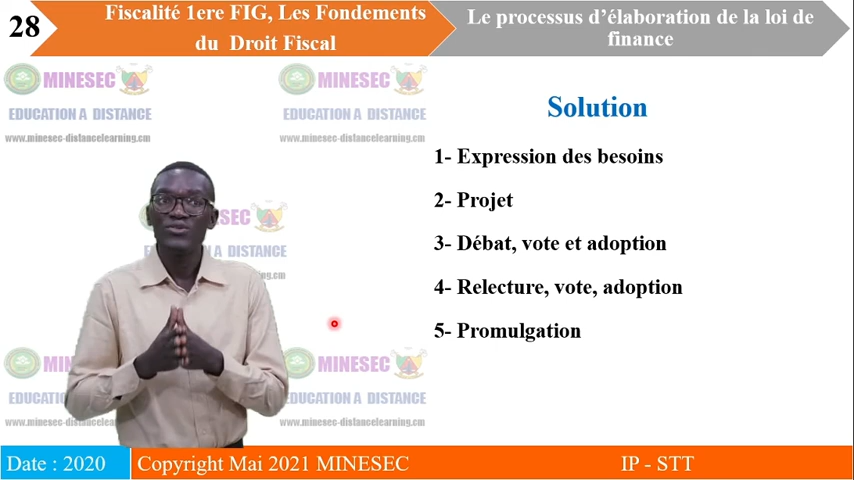 28
Fiscalité 1ere FIG, Les Fondements
du Droit Fiscal
Le processus d’élaboration de la loi de
finance
MINESEC
EDUCATION A DISTANCE
www.minesec-distancelearning.cm
MINESEC
EDUCATION A DISTANCE
www.minesec-distancelearning.cm
Solution
1- Expression des besoins
2- Projet
3- Débat, vote et adoption
4- Relecture, vote, adoption
5- Promulgation
DISTANCE
MINESEC
EDUCATION A DISTANCE
www.minesec-distancelearning.cm
Date : 2020
Copyright Mai 2021 MINESEC
IP - STT